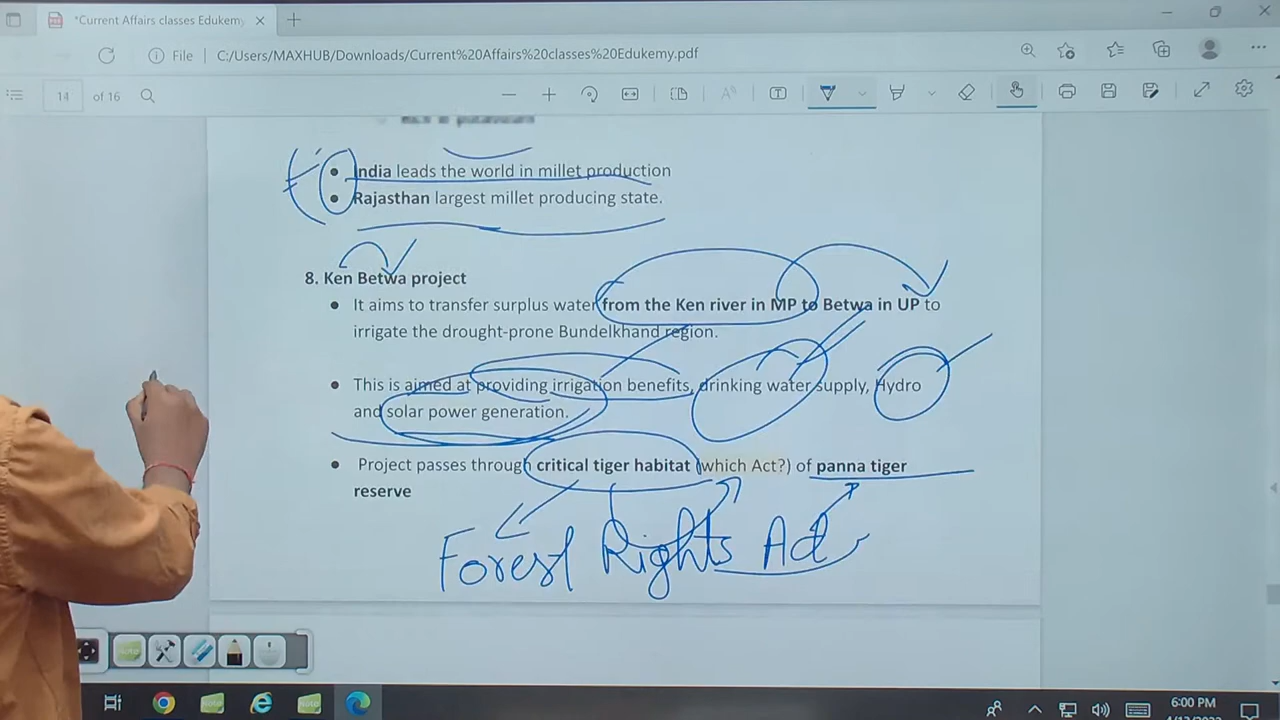 *Current Affairs classes Edukemy
File C:/Users/MAXHUB/Downloads/Current%20Affairs%20classes%20Edukemy.pdf
14 of 16
India leads the world in millet production
Rajasthan largest millet producing state.
8. Ken Betwa project
It aims to transfer surplus water from the Ken river in MP to Betwa in UP to
irrigate the drought-prone Bundelkhand region.
This is aimed at providing irrigation benefits, drinking water supply, Hydro
and solar power generation.
Project passes through critical tiger habitat (which Act?) of panna tiger
reserve
Forest Rights Act
6:00 PM